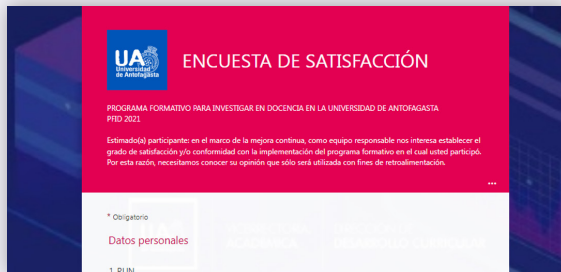 UA
Universidad
de Antofagasta
ENCUESTA DE SATISFACCIÓN
PROGRAMA FORMATIVO PARA INVESTIGAR EN DOCENCIA EN LA UNIVERSIDAD DE ANTOFAGASTA
PFID 2021
Estimado(a) participante: en el marco de la mejora continua, como equipo responsable nos interesa establecer el
grado de satisfacción y/o conformidad con la implementación del programa formativo en el cual usted participó.
Por esta razón, necesitamos conocer su opinión que sólo será utilizada con fines de retroalimentación.
...
* Obligatorio
Datos personales
1. RUN